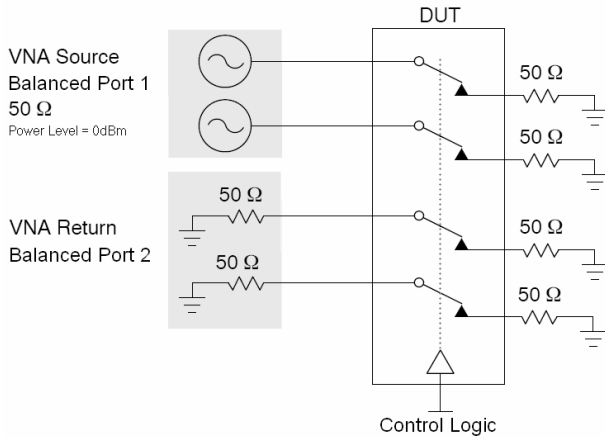 DUT
VNA Source
Balanced Port 1
50 Ω
Power Level = 0dBm
50 Ω
50 Ω
VNA Return
Balanced Port 2
50 Ω
50 Ω
50 Ω
50 Ω
Control Logic